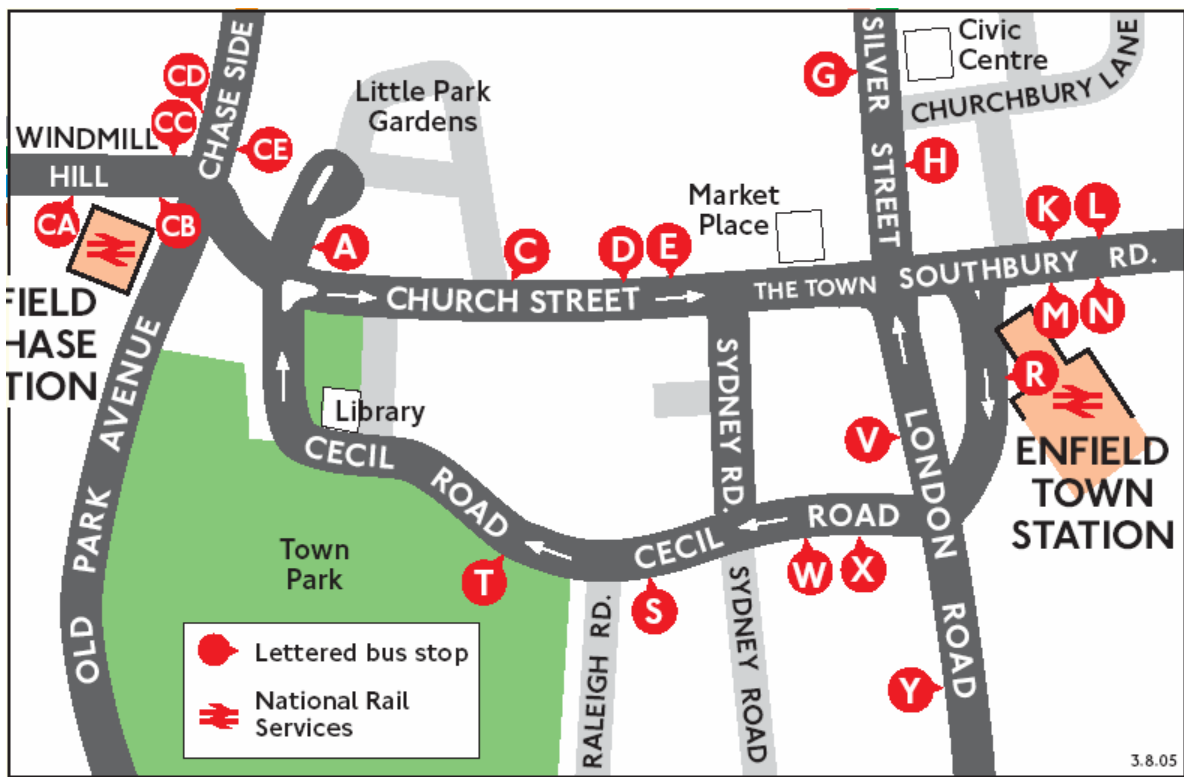 CHASE SIDE
CD
CC
CE
WINDMILL
HILL
CA
CB
FIELD
HASE
TION
Little Park
Gardens
A
C
D
E
CHURCH STREET
Market
Place
THE TOWN
G
SILVER STREET
Civic
Centre
CHURCHBURY LANE
H
K
L
SOUTHBURY RD.
M
N
R
ENFIELD
TOWN
STATION
V
LONDON ROAD
SYDNEY RD.
Library
CECIL ROAD
CECIL ROAD
OLD PARK AVENUE
Town
Park
T
S
W
X
Y
RALEIGH RD.
SYDNEY ROAD
Lettered bus stop
National Rail
Services
3.8.05